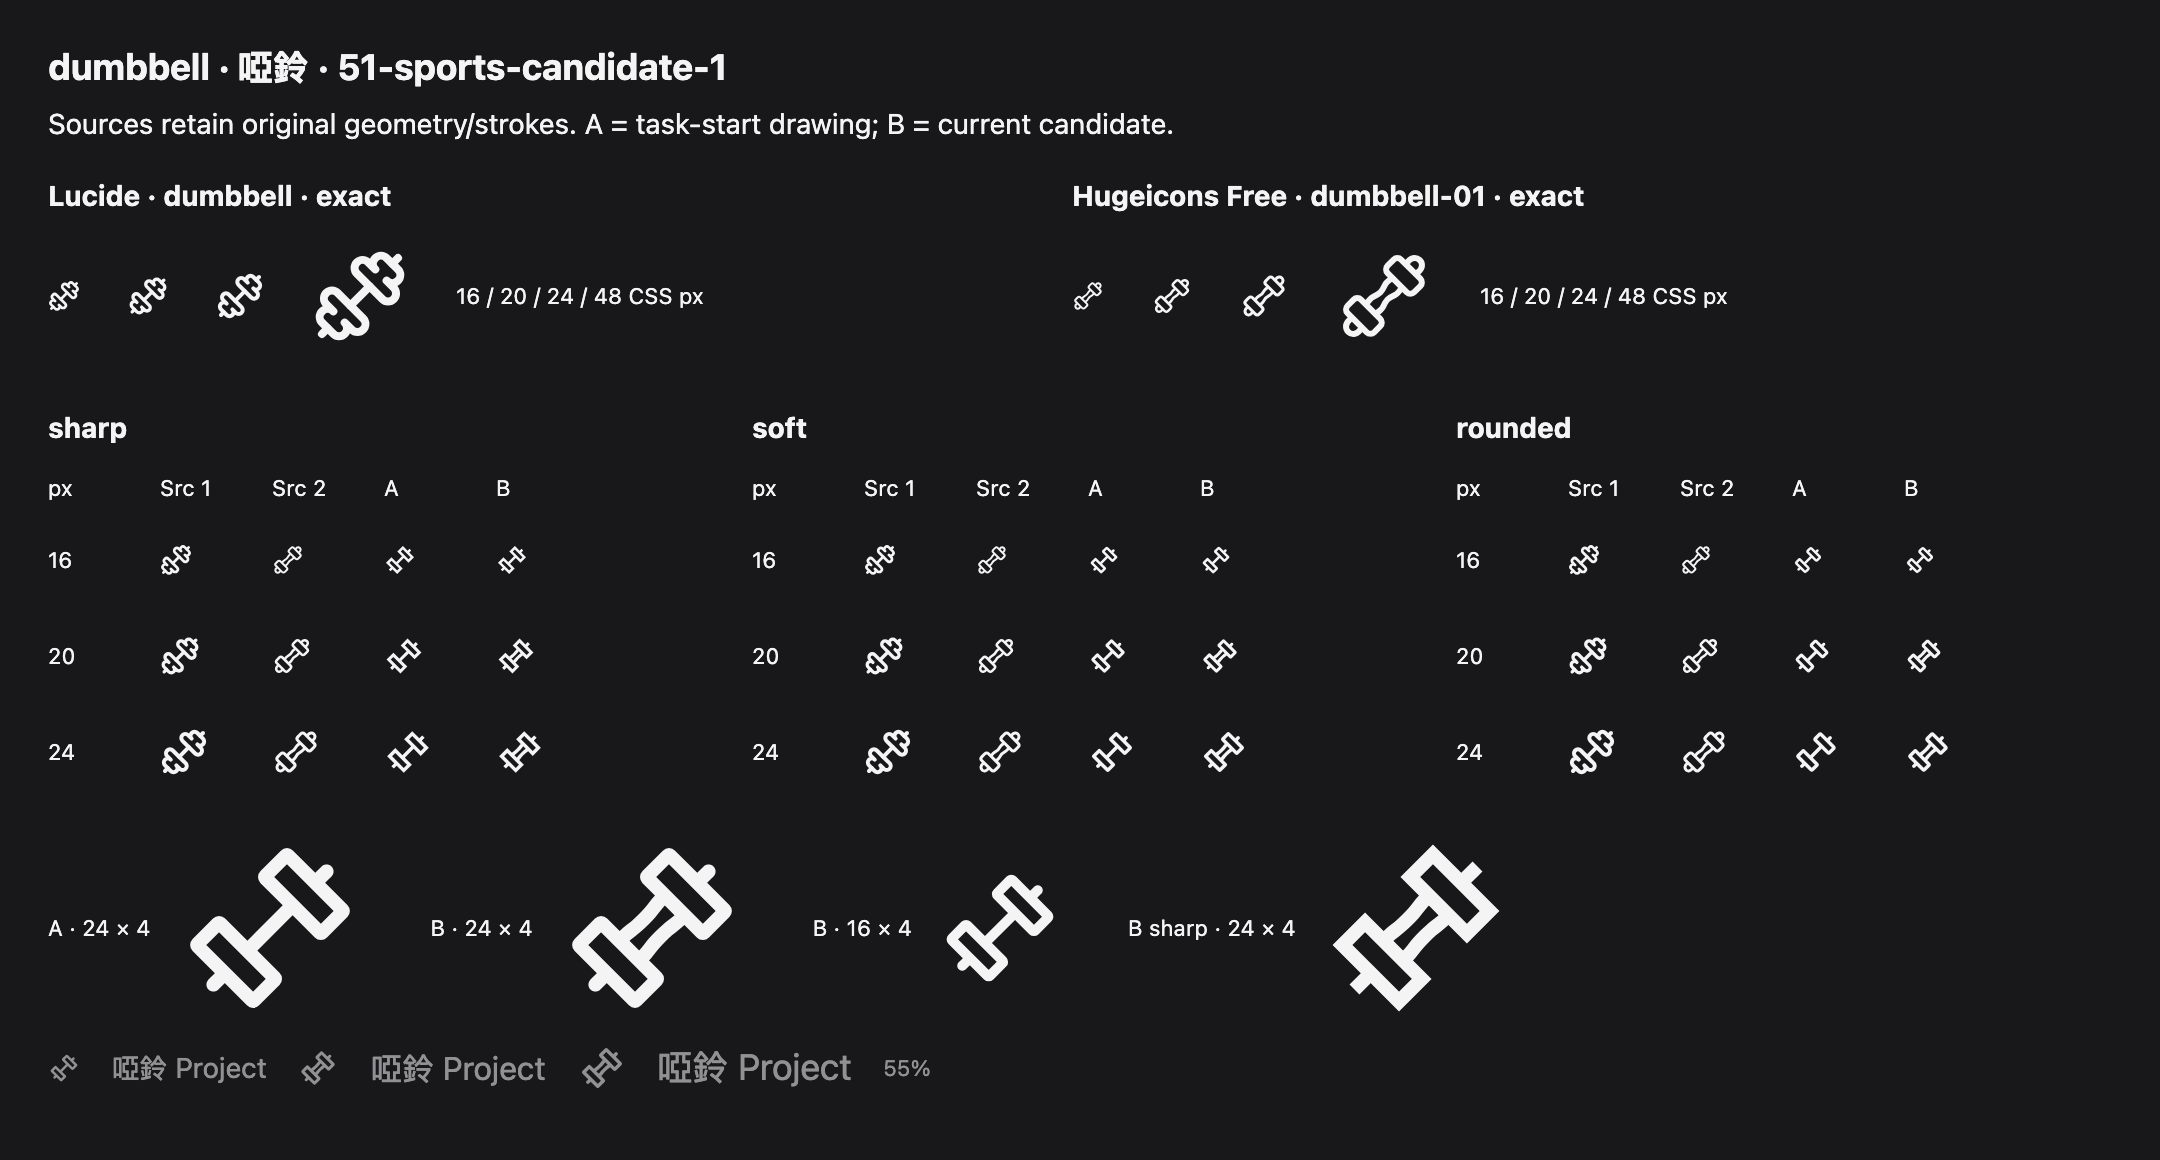 dumbbell · 啞鈴 · 51-sports-candidate-1
Sources retain original geometry/strokes. A = task-start drawing; B = current candidate.
Lucide · dumbbell · exact
Hugeicons Free · dumbbell-01 · exact
16 / 20 / 24 / 48 CSS px
16 / 20 / 24 / 48 CSS px
sharp
soft
rounded
px Src 1 Src 2 A B
px Src 1 Src 2 A B
px Src 1 Src 2 A B
16
16
16
20
20
20
24
24
24
A · 24 × 4
B · 24 × 4
B · 16 × 4
B sharp · 24 × 4
啞鈴 Project
啞鈴 Project
啞鈴 Project
55%